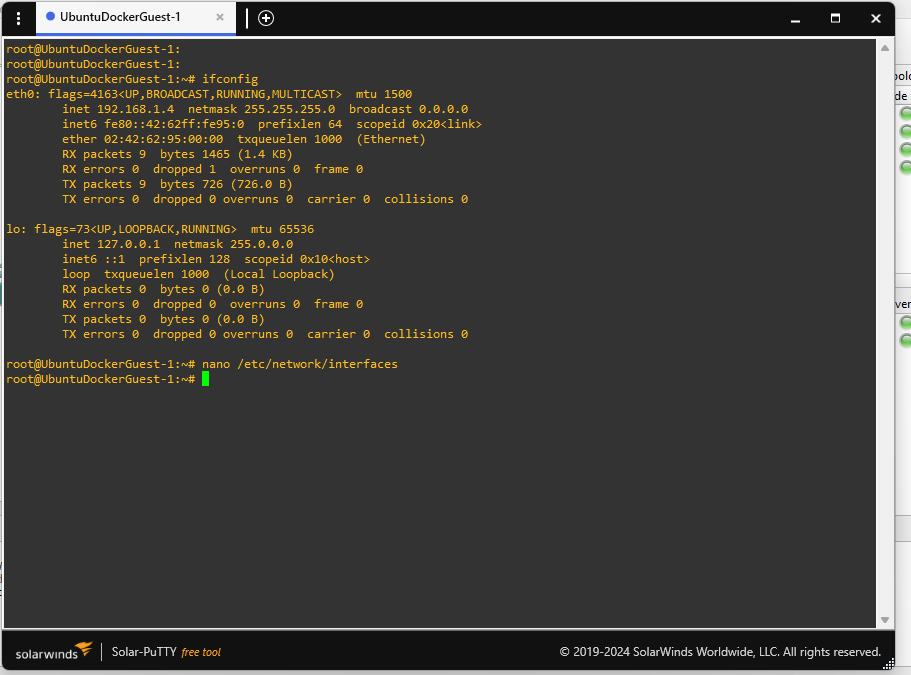 UbuntuDockerGuest-1
root@UbuntuDockerGuest-1:
root@UbuntuDockerGuest-1:
root@UbuntuDockerGuest-1:~# ifconfig
eth0: flags=4163<UP,BROADCAST,RUNNING,MULTICAST>  mtu 1500
        inet 192.168.1.4  netmask 255.255.255.0  broadcast 0.0.0.0
        inet6 fe80::42:62ff:fe95:0  prefixlen 64  scopeid 0x20<link>
        ether 02:42:62:95:00:00  txqueuelen 1000  (Ethernet)
        RX packets 9  bytes 1465 (1.4 KB)
        RX errors 0  dropped 1  overruns 0  frame 0
        TX packets 9  bytes 726 (726.0 B)
        TX errors 0  dropped 0 overruns 0  carrier 0  collisions 0
lo: flags=73<UP,LOOPBACK,RUNNING>  mtu 65536
        inet 127.0.0.1  netmask 255.0.0.0
        inet6 ::1  prefixlen 128  scopeid 0x10<host>
        loop  txqueuelen 1000  (Local Loopback)
        RX packets 0  bytes 0 (0.0 B)
        RX errors 0  dropped 0  overruns 0  frame 0
        TX packets 0  bytes 0 (0.0 B)
        TX errors 0  dropped 0 overruns 0  carrier 0  collisions 0
root@UbuntuDockerGuest-1:~# nano /etc/network/interfaces
root@UbuntuDockerGuest-1:~#
solarwinds Solar-PuTTY free tool © 2019-2024 SolarWinds Worldwide, LLC. All rights reserved.